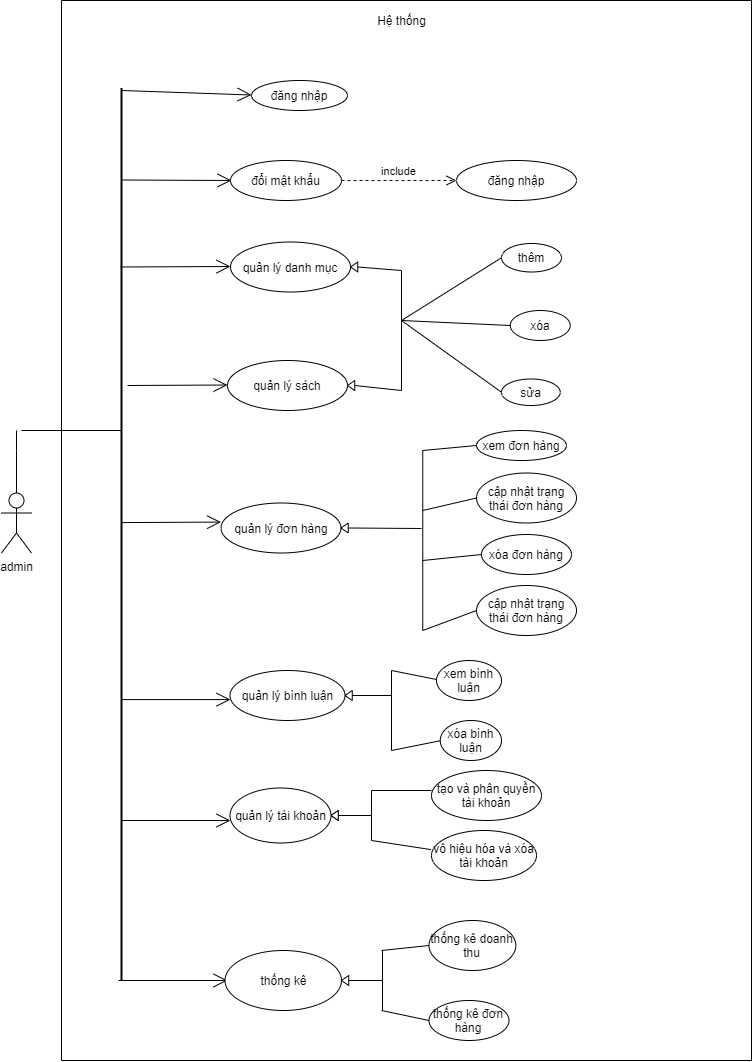 Hệ thống
đăng nhập
đổi mật khẩu
include
đăng nhập
quản lý danh mục
thêm
xóa
quản lý sách
sửa
xem đơn hàng
cập nhật trạng
thái đơn hàng
quản lý đơn hàng
xóa đơn hàng
admin
cập nhật trạng
thái đơn hàng
xem bình
luận
quản lý bình luận
xóa bình
luận
tạo và phân quyền
tài khoản
quản lý tài khoản
vô hiệu hóa và xóa
tài khoản
thống kê doanh
thu
thống kê
thống kê đơn
hàng